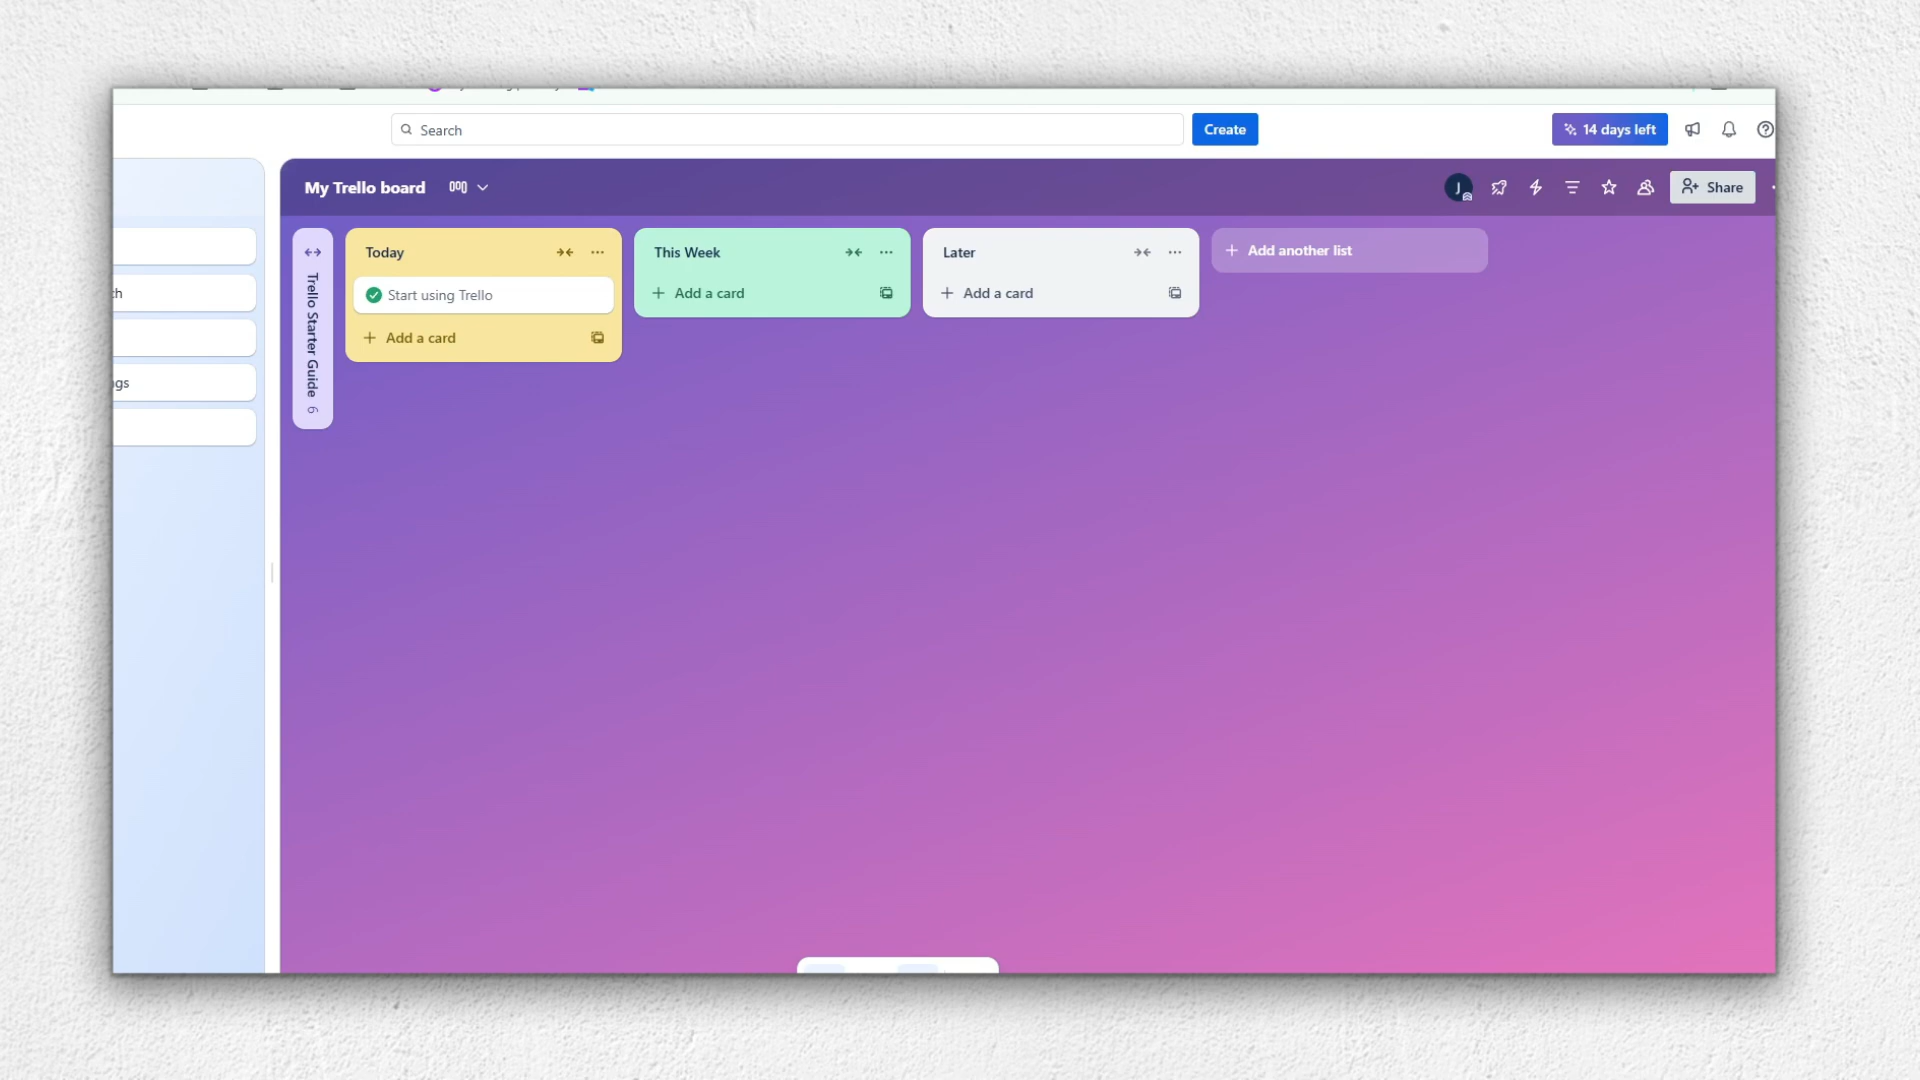 Search
Create
14 days left
My Trello board
J
Share
Trello Starter Guide 6
Today
Start using Trello
Add a card
This Week
Add a card
Later
Add a card
Add another list